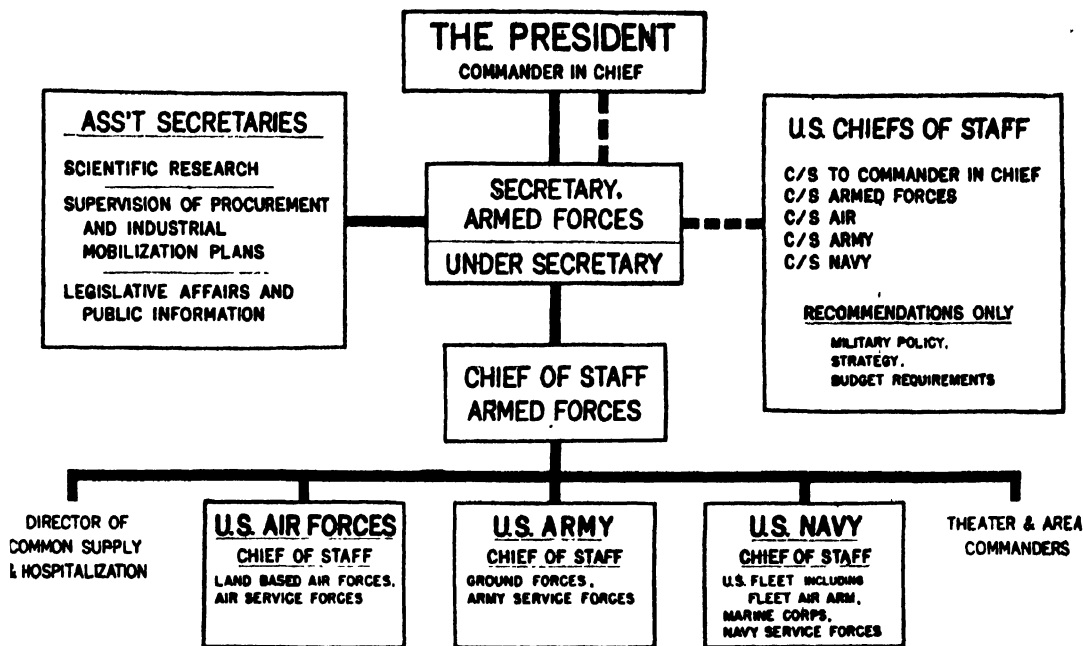 THE PRESIDENT
COMMANDER IN CHIEF
ASS'T SECRETARIES
SCIENTIFIC RESEARCH
SUPERVISION OF PROCUREMENT
AND INDUSTRIAL
MOBILIZATION PLANS
LEGISLATIVE AFFAIRS AND
PUBLIC INFORMATION
SECRETARY.
ARMED FORCES
UNDER SECRETARY
U.S. CHIEFS OF STAFF
C/S TO COMMANDER IN CHIEF
C/S ARMED FORCES
C/S AIR
C/S ARMY
C/S NAVY
RECOMMENDATIONS ONLY
MILITARY POLICY,
STRATEGY,
BUDGET REQUIREMENTS
CHIEF OF STAFF
ARMED FORCES
DIRECTOR OF
COMMON SUPPLY
& HOSPITALIZATION
U.S. AIR FORCES
CHIEF OF STAFF
LAND BASED AIR FORCES,
AIR SERVICE FORCES
U.S. ARMY
CHIEF OF STAFF
GROUND FORCES,
ARMY SERVICE FORCES
U.S. NAVY
CHIEF OF STAFF
U.S. FLEET INCLUDING
FLEET AIR ARM,
MARINE CORPS,
NAVY SERVICE FORCES
THEATER & AREA
COMMANDERS